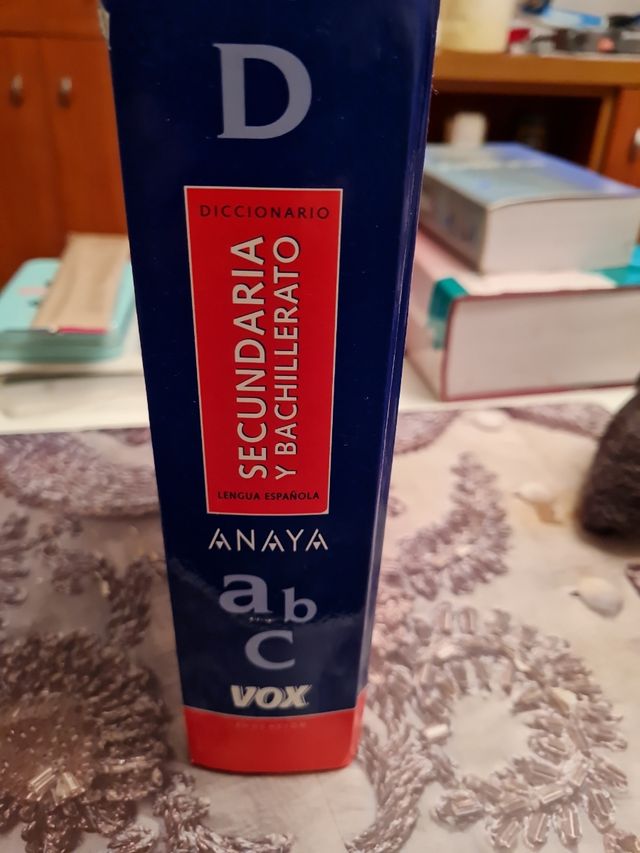 D
DICCIONARIO
SECUNDARIA
Y BACHILLERATO
LENGUA ESPAÑOLA
ANAYA
a b
c
VOX